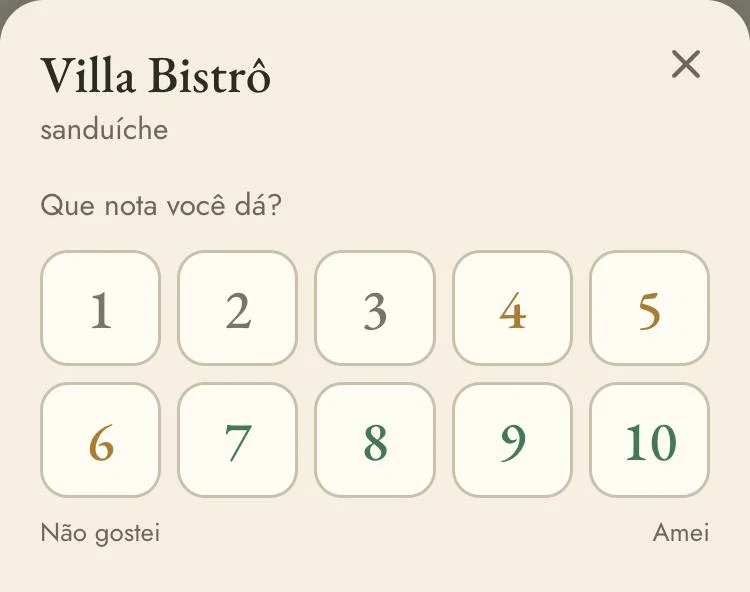 Villa Bistrô
sanduíche
Que nota você dá?
1 2 3 4 5
6 7 8 9 10
Não gostei Amei